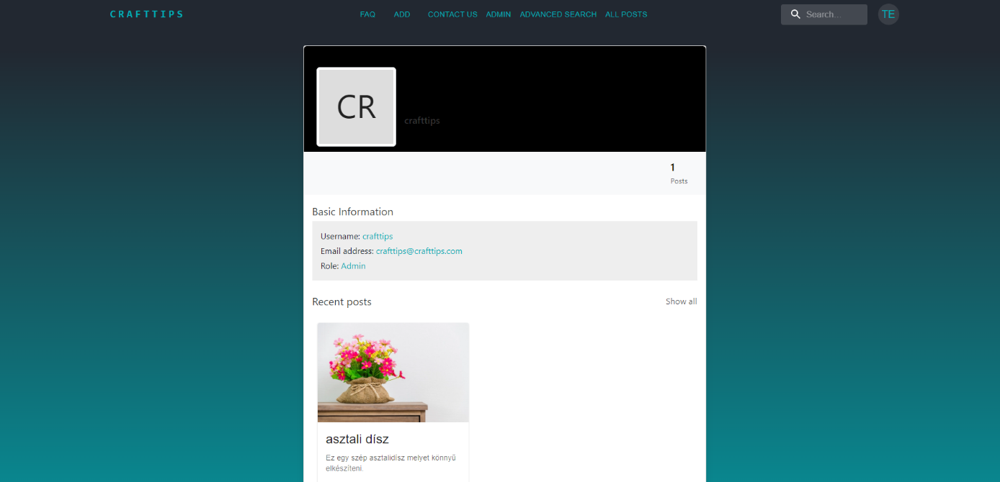 CRAFTTIPS
FAQ ADD CONTACT US ADMIN ADVANCED SEARCH ALL POSTS
Search...
TE
CR
crafttips
1
Posts
Basic Information
Username: crafttips
Email address: crafttips@crafttips.com
Role: Admin
Recent posts
Show all
asztali dísz
Ez egy szép asztalidísz melyet könnyű
elkészíteni.